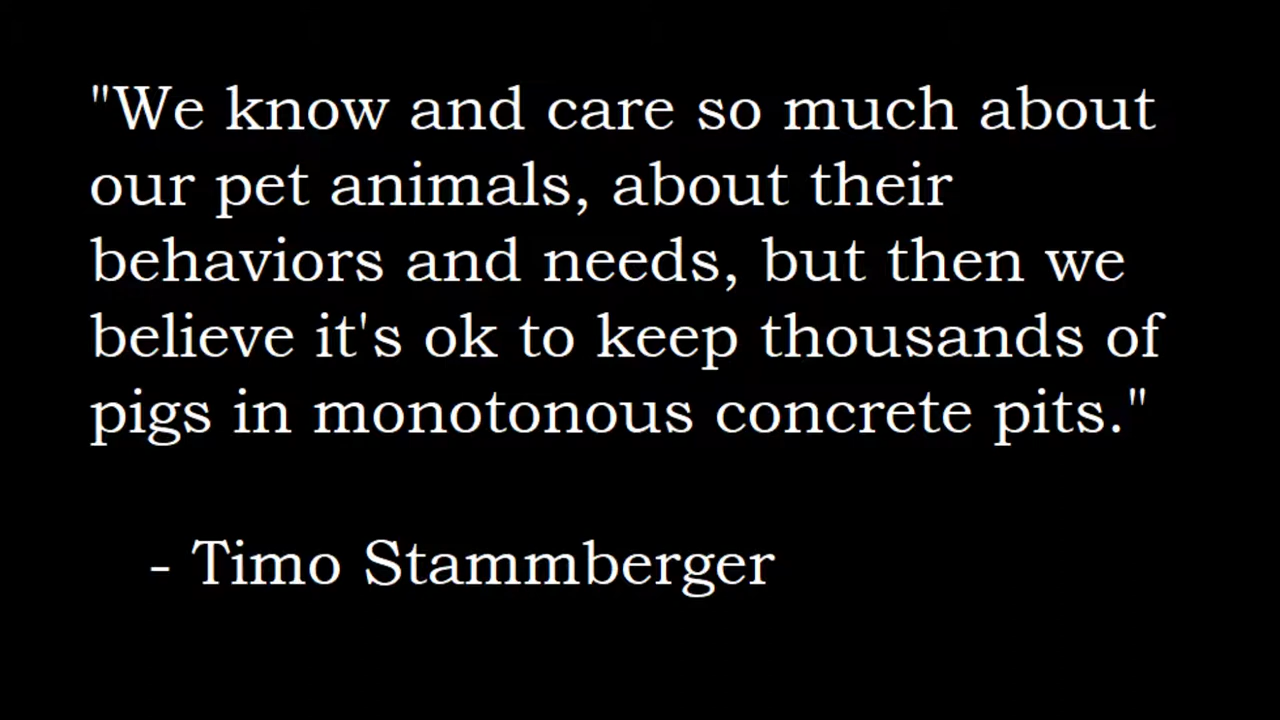 "We know and care so much about
our pet animals, about their
behaviors and needs, but then we
believe it's ok to keep thousands of
pigs in monotonous concrete pits."
- Timo Stammberger